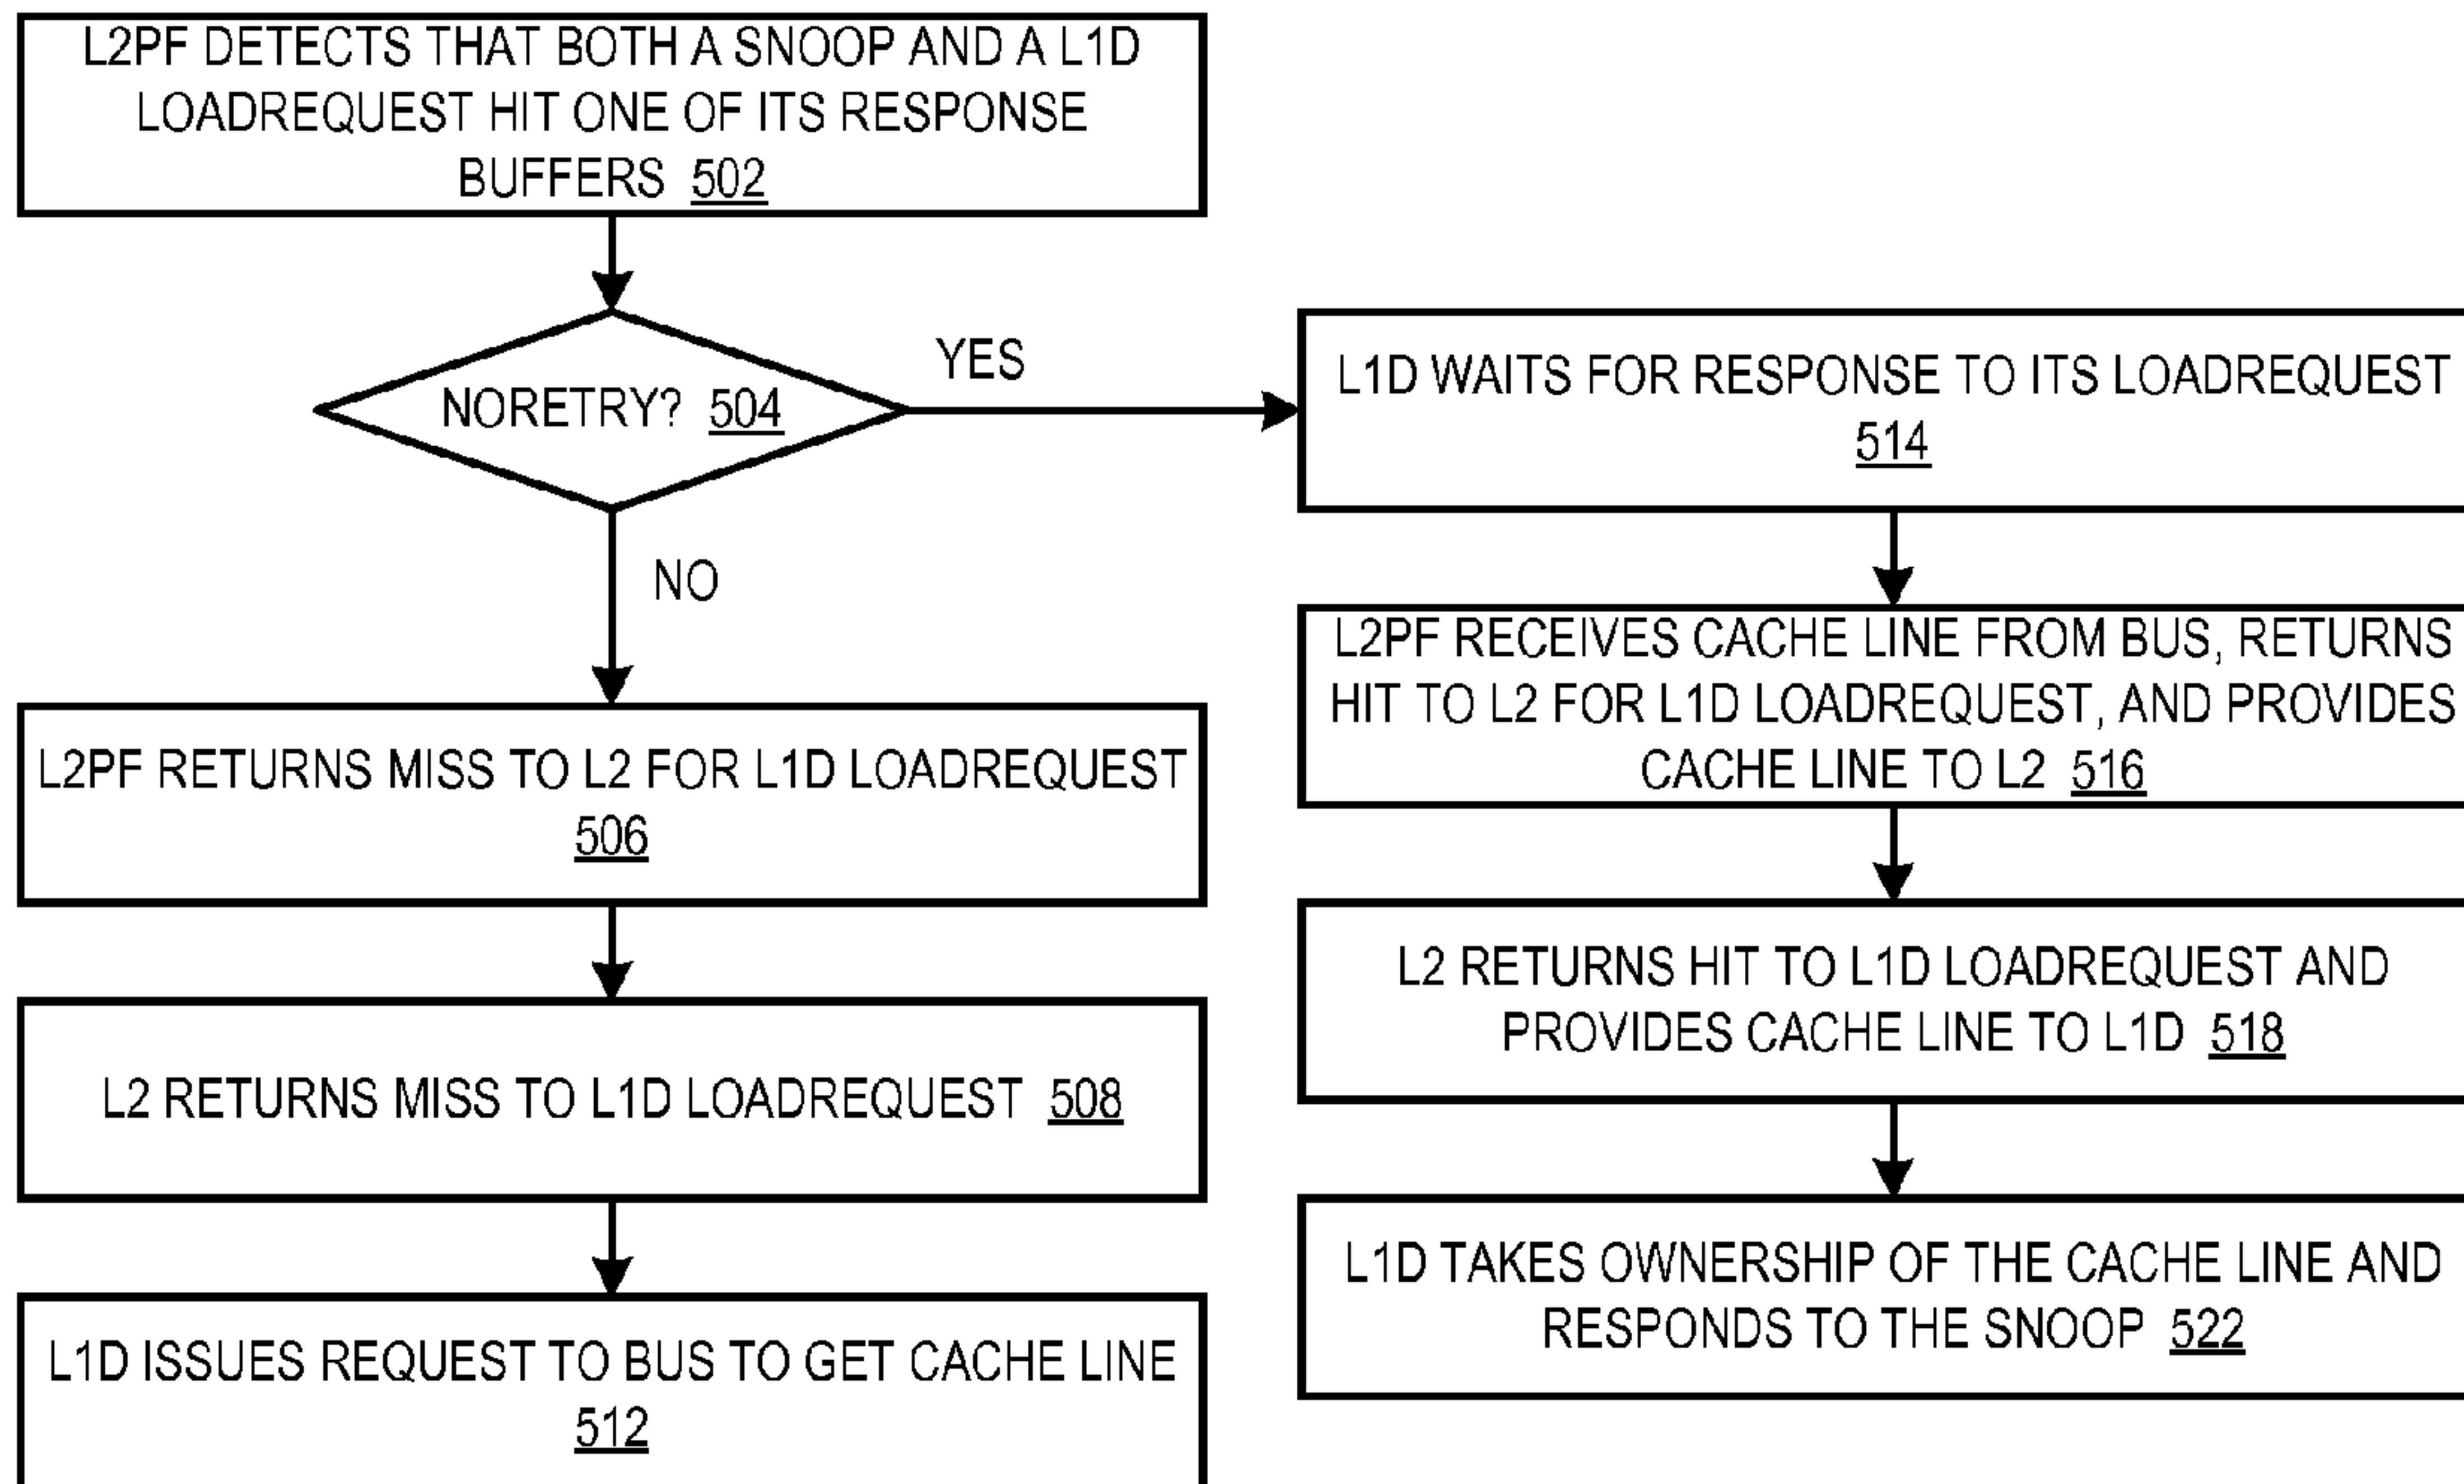 L2PF DETECTS THAT BOTH A SNOOP AND A L1D
LOADREQUEST HIT ONE OF ITS RESPONSE
BUFFERS 502
NORETRY? 504
YES
NO
L2PF RETURNS MISS TO L2 FOR L1D LOADREQUEST
506
L2 RETURNS MISS TO L1D LOADREQUEST 508
L1D ISSUES REQUEST TO BUS TO GET CACHE LINE
512
L1D WAITS FOR RESPONSE TO ITS LOADREQUEST
514
L2PF RECEIVES CACHE LINE FROM BUS, RETURNS
HIT TO L2 FOR L1D LOADREQUEST, AND PROVIDES
CACHE LINE TO L2 516
L2 RETURNS HIT TO L1D LOADREQUEST AND
PROVIDES CACHE LINE TO L1D 518
L1D TAKES OWNERSHIP OF THE CACHE LINE AND
RESPONDS TO THE SNOOP 522